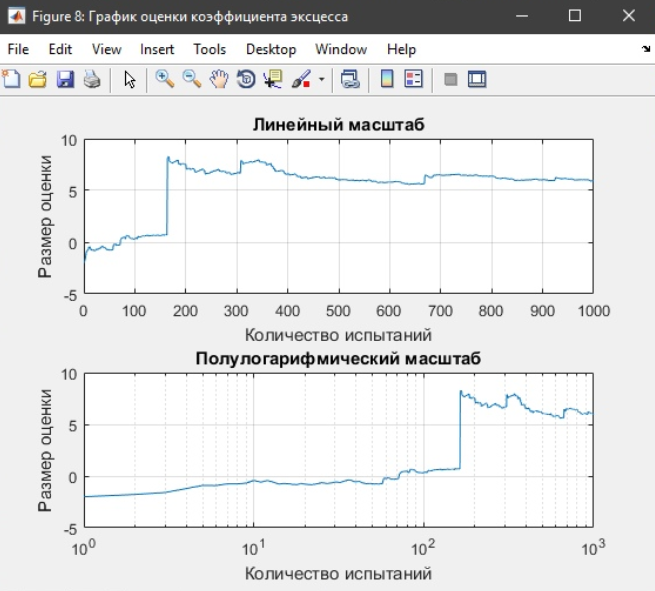 Figure 8: График оценки коэффициента эксцесса
File Edit View Insert Tools Desktop Window Help
Линейный масштаб
10
5
0
-5
Размер оценки
0 100 200 300 400 500 600 700 800 900 1000
Количество испытаний
Полулогарифмический масштаб
10
5
0
-5
Размер оценки
10^0 10^1 10^2 10^3
Количество испытаний